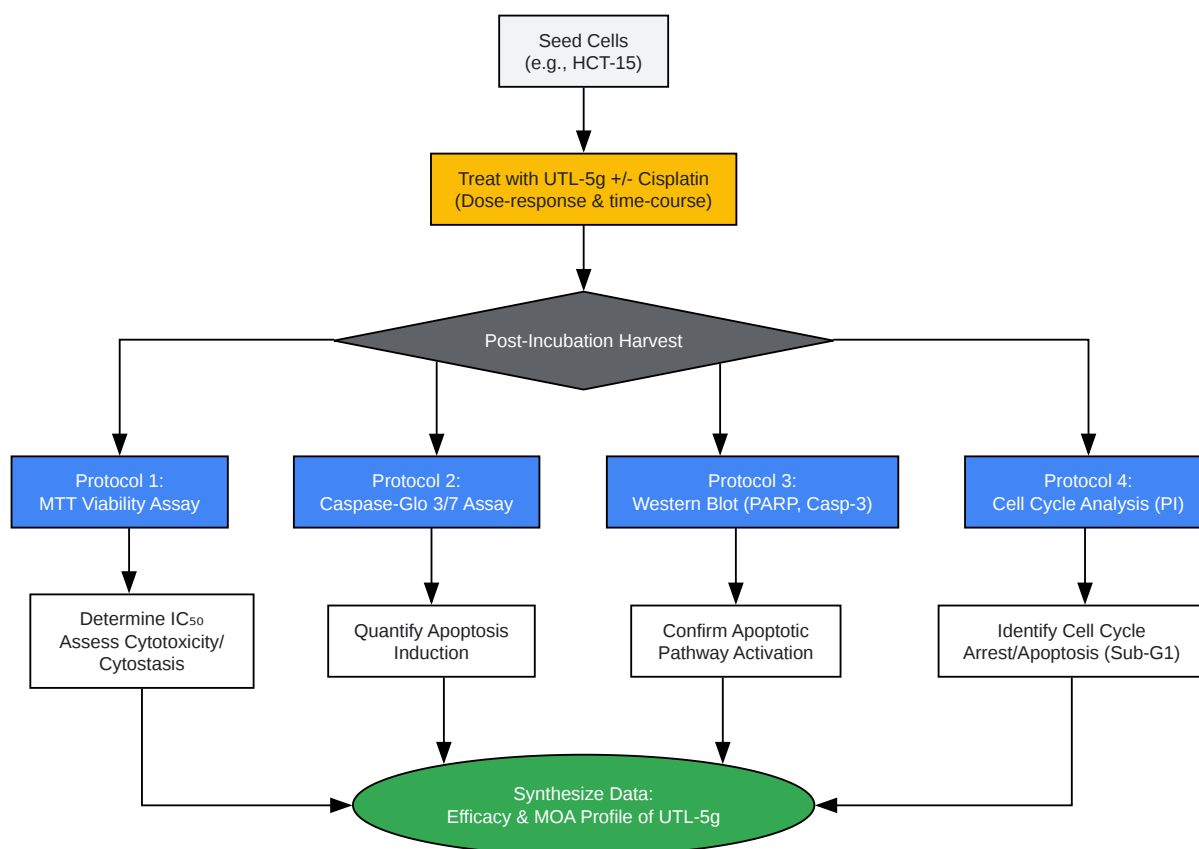 Seed Cells
(e.g., HCT-15)
Treat with UTL-5g +/- Cisplatin
(Dose-response & time-course)
Post-Incubation Harvest
Protocol 1:
MTT Viability Assay
Protocol 2:
Caspase-Glo 3/7 Assay
Protocol 3:
Western Blot (PARP, Casp-3)
Protocol 4:
Cell Cycle Analysis (PI)
Determine IC₅₀
Assess Cytotoxicity/
Cytostasis
Quantify Apoptosis
Induction
Confirm Apoptotic
Pathway Activation
Identify Cell Cycle
Arrest/Apoptosis (Sub-G1)
Synthesize Data:
Efficacy & MOA Profile of UTL-5g